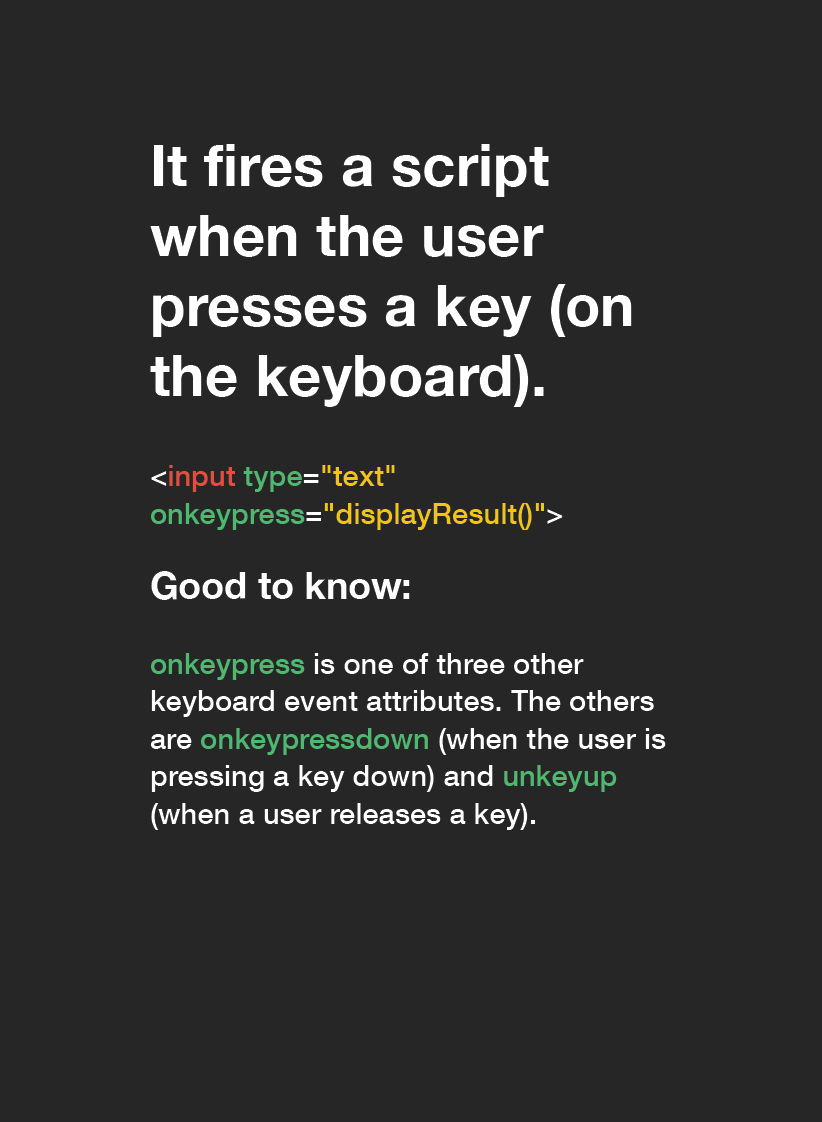 It fires a script
when the user
presses a key (on
the keyboard).
<input type="text"
onkeypress="displayResult()">
Good to know:
onkeypress is one of three other
keyboard event attributes. The others
are onkeypressdown (when the user is
pressing a key down) and unkeyup
(when a user releases a key).